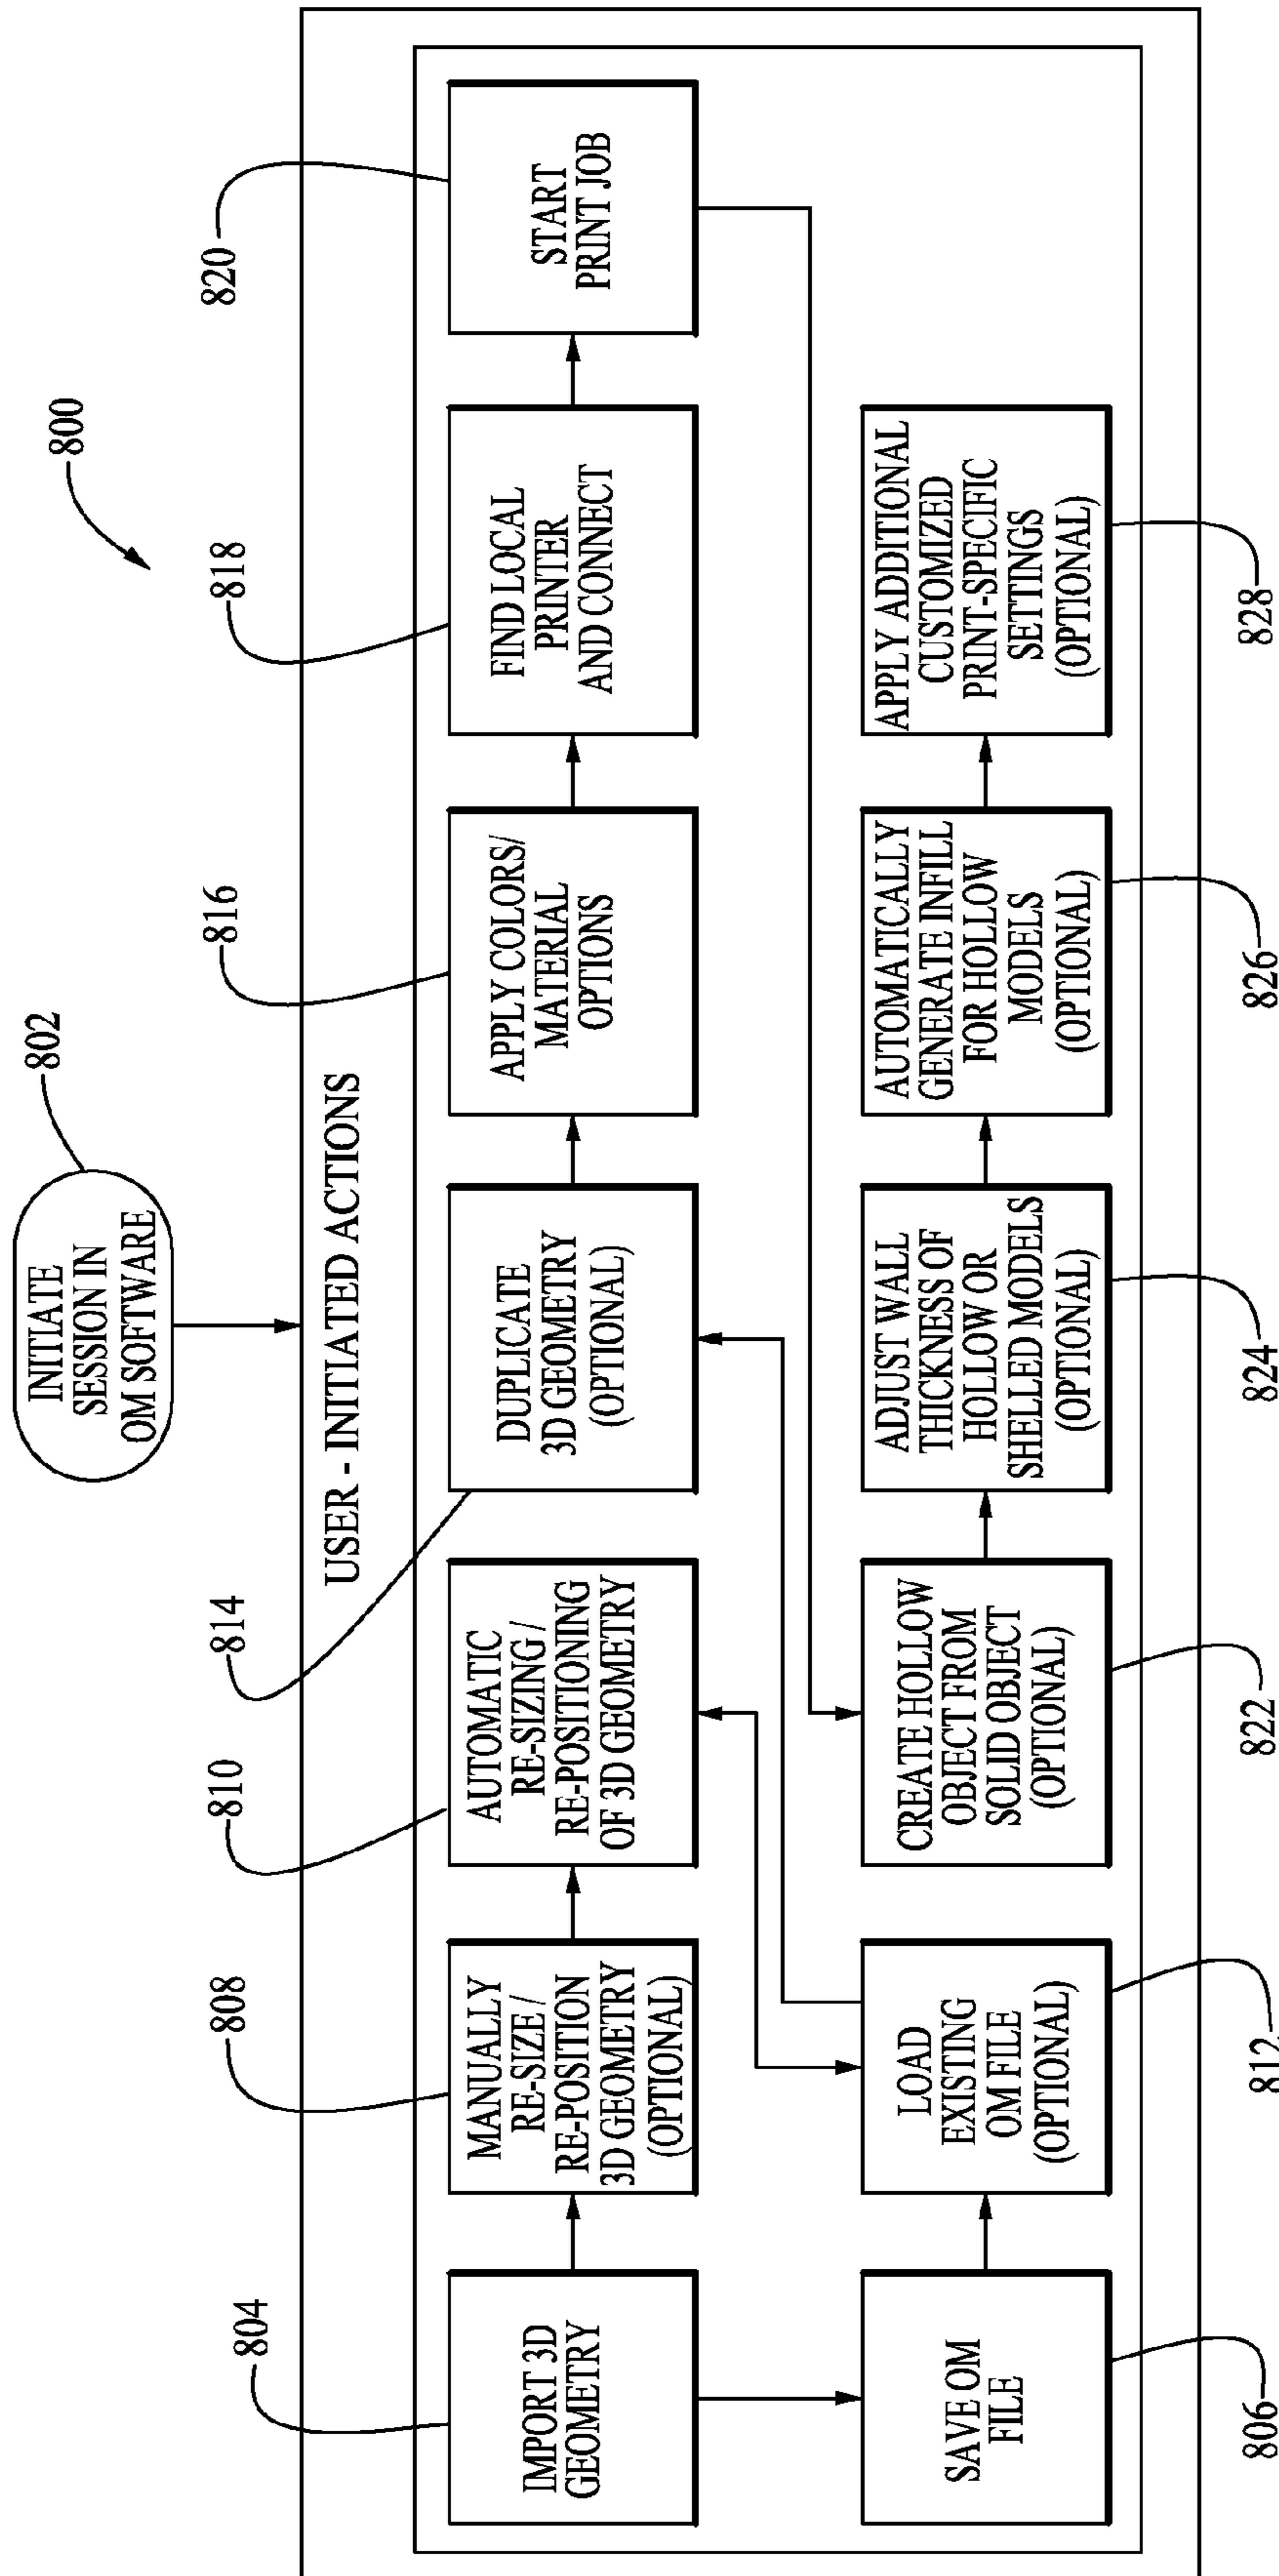 800
INITIATE
SESSION IN
OM SOFTWARE
802
USER - INITIATED ACTIONS
804
IMPORT 3D
GEOMETRY
808
MANUALLY
RE-SIZE /
RE-POSITION
3D GEOMETRY
(OPTIONAL)
810
AUTOMATIC
RE-SIZING /
RE-POSITIONING
OF 3D GEOMETRY
814
DUPLICATE
3D GEOMETRY
(OPTIONAL)
816
APPLY COLORS/
MATERIAL
OPTIONS
818
FIND LOCAL
PRINTER
AND CONNECT
820
START
PRINT JOB
SAVE OM
FILE
806
LOAD
EXISTING
OM FILE
(OPTIONAL)
812
CREATE HOLLOW
OBJECT FROM
SOLID OBJECT
(OPTIONAL)
822
ADJUST WALL
THICKNESS OF
HOLLOW OR
SHELLED MODELS
(OPTIONAL)
824
AUTOMATICALLY
GENERATE INFILL
FOR HOLLOW
MODELS
(OPTIONAL)
826
APPLY ADDITIONAL
CUSTOMIZED
PRINT-SPECIFIC
SETTINGS
(OPTIONAL)
828